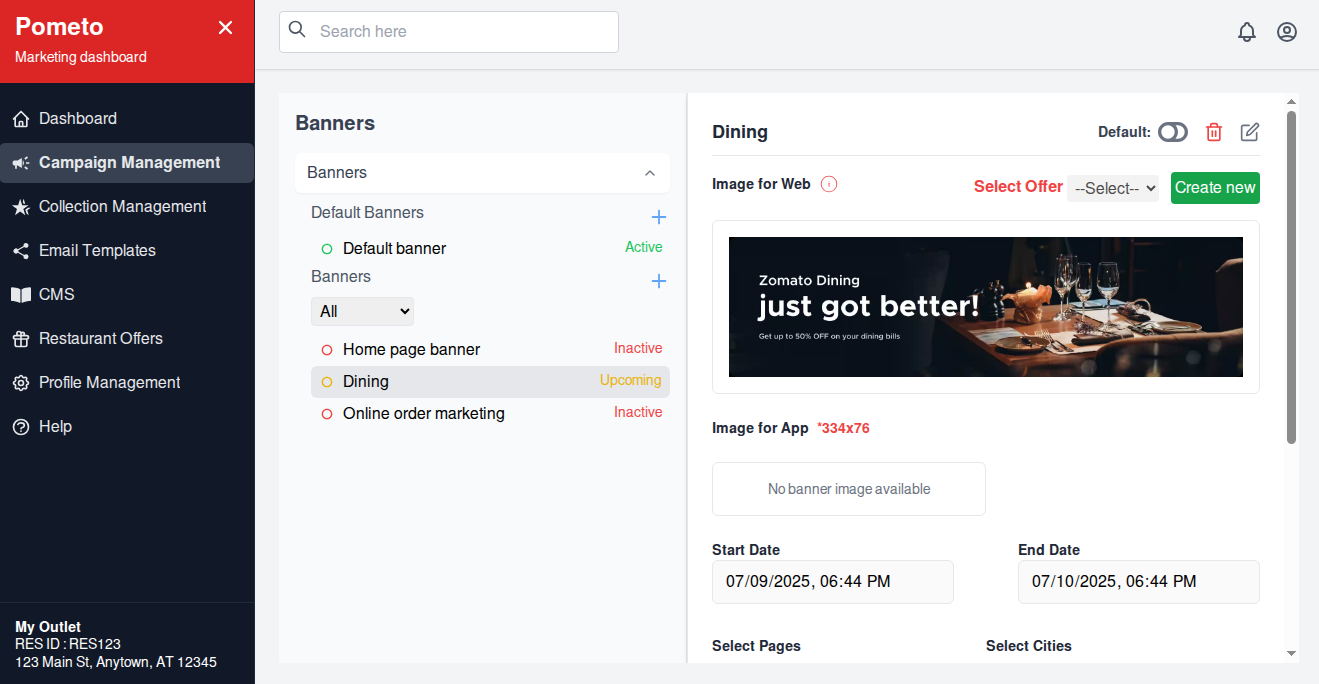 Pometo
Marketing dashboard
Search here
Dashboard
Campaign Management
Collection Management
Email Templates
CMS
Restaurant Offers
Profile Management
Help
My Outlet
RES ID : RES123
123 Main St, Anytown, AT 12345
Banners
Banners
Default Banners
Default banner Active
Banners
All
Home page banner Inactive
Dining Upcoming
Online order marketing Inactive
Dining Default:
Image for Web Select Offer --Select-- Create new
Zomato Dining
just got better!
Get up to 50% OFF on your dining bills
Image for App *334x76
No banner image available
Start Date End Date
07/09/2025, 06:44 PM 07/10/2025, 06:44 PM
Select Pages Select Cities